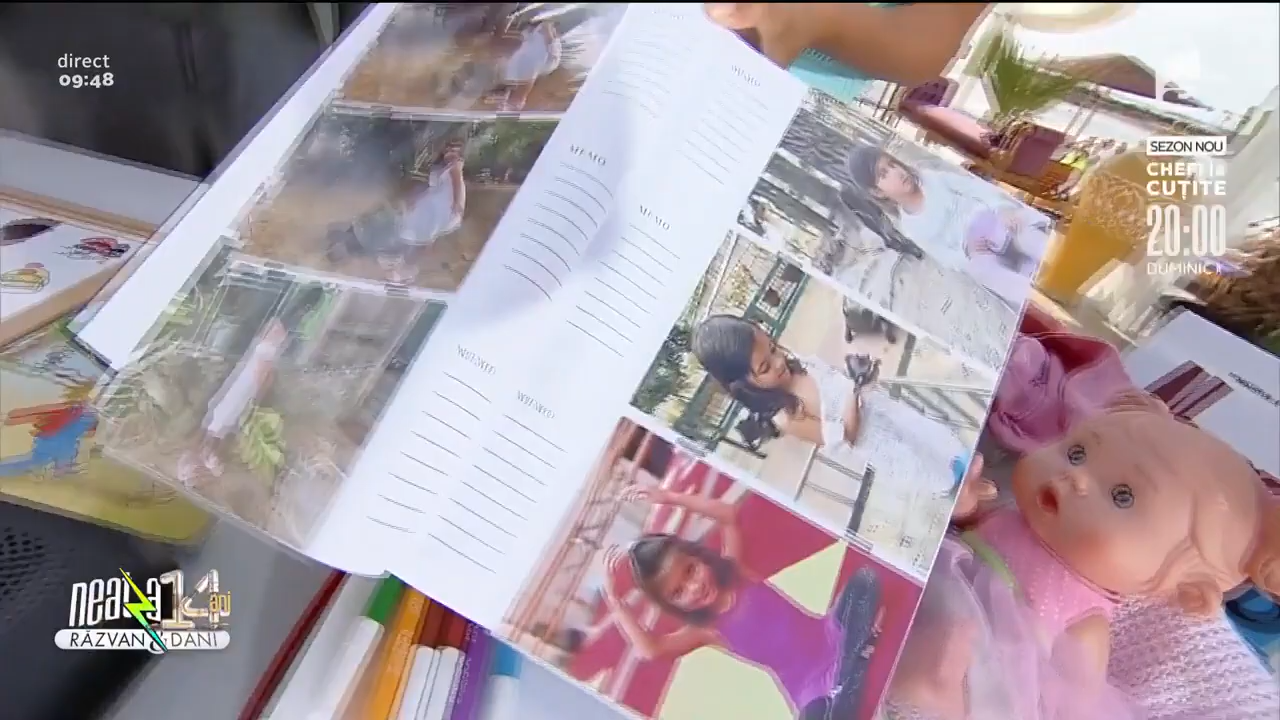 direct
09:48
SEZON NOU
CHEFI la
CUȚITE
20:00
DUMINICĂ
MEMO
MEMO
MEMO
MEMO
MEMO
neatza 14 ani
RĂZVAN & DANI